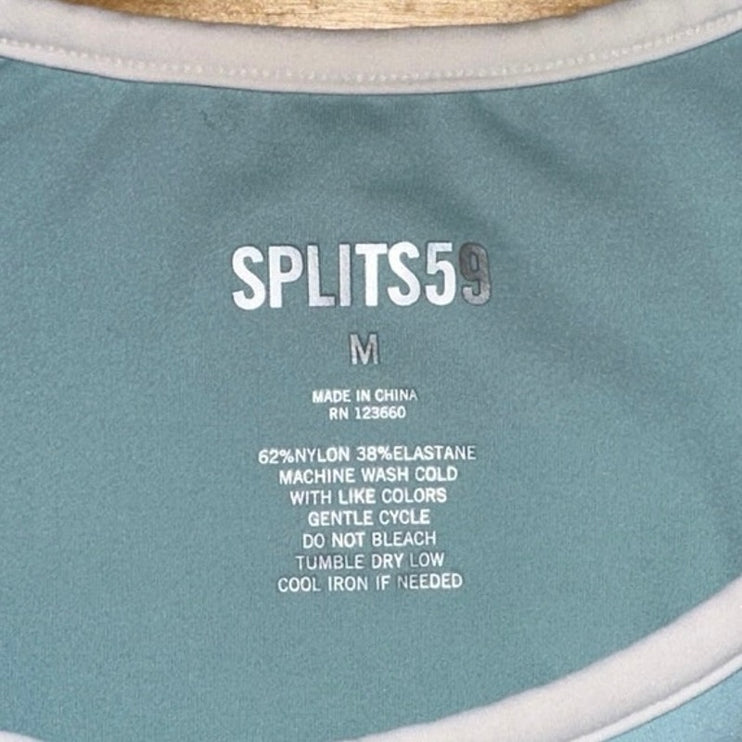 SPLITS59
M
MADE IN CHINA
RN 123660
62%NYLON 38%ELASTANE
MACHINE WASH COLD
WITH LIKE COLORS
GENTLE CYCLE
DO NOT BLEACH
TUMBLE DRY LOW
COOL IRON IF NEEDED